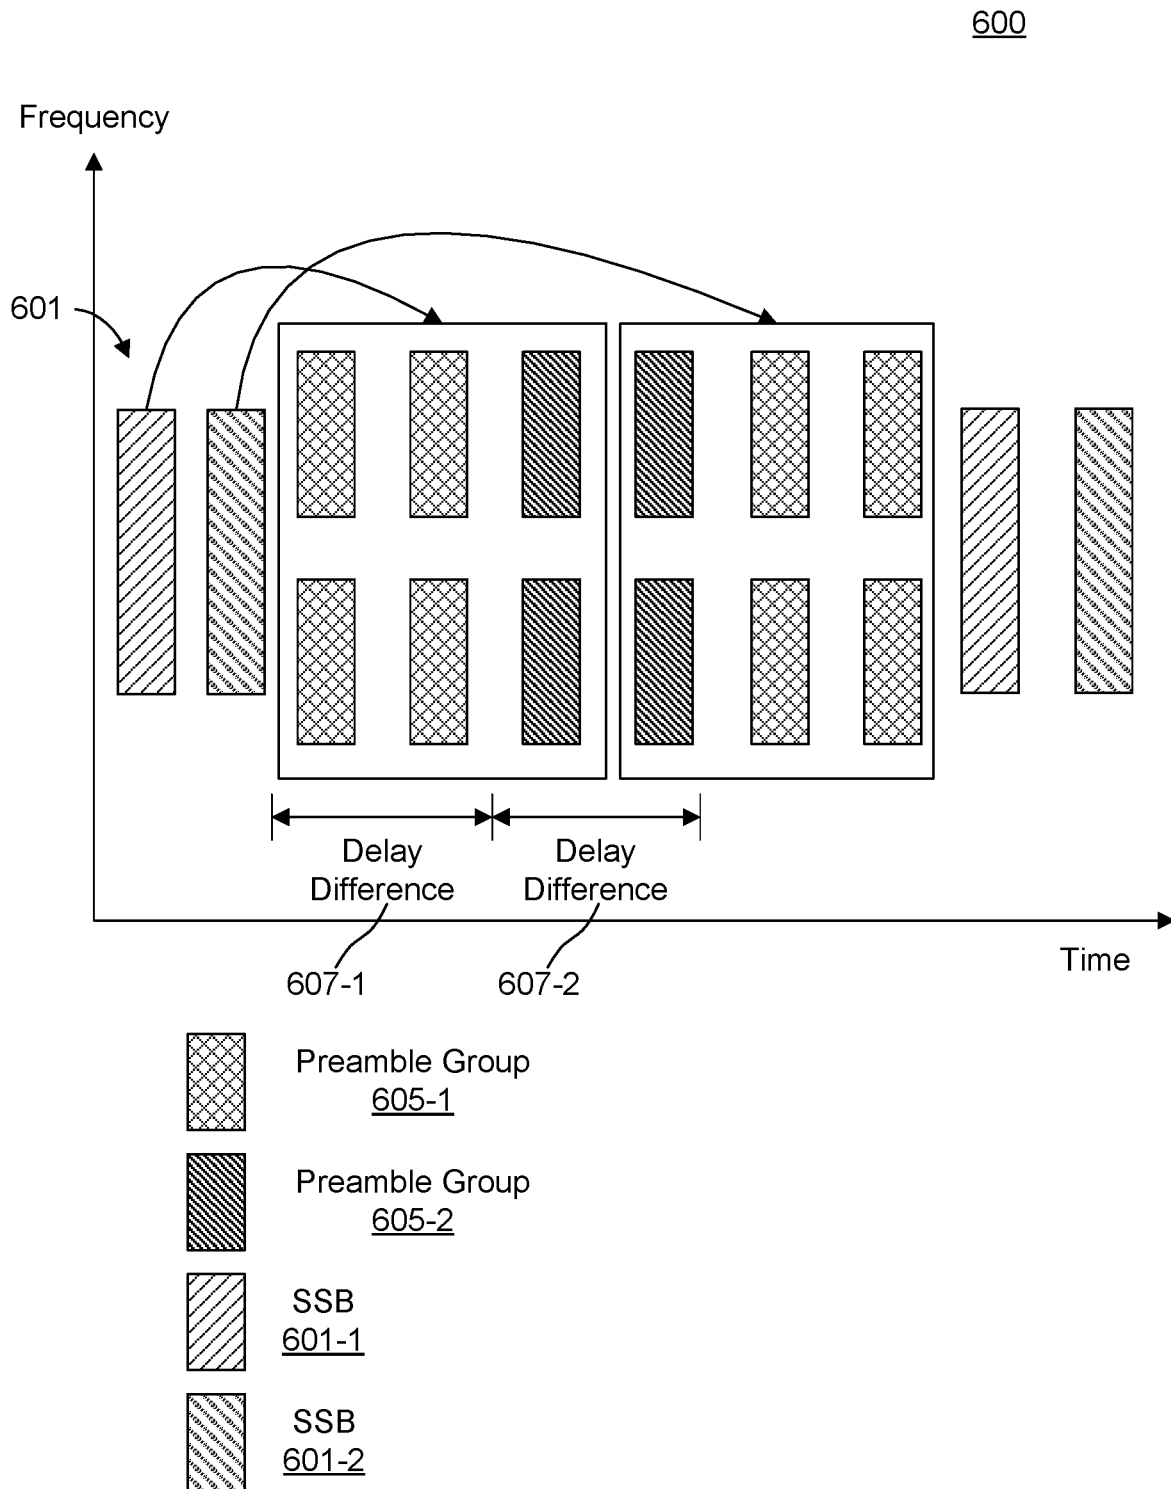 600
Frequency
601
Delay
Difference
Delay
Difference
Time
607-1
607-2
Preamble Group
605-1
Preamble Group
605-2
SSB
601-1
SSB
601-2